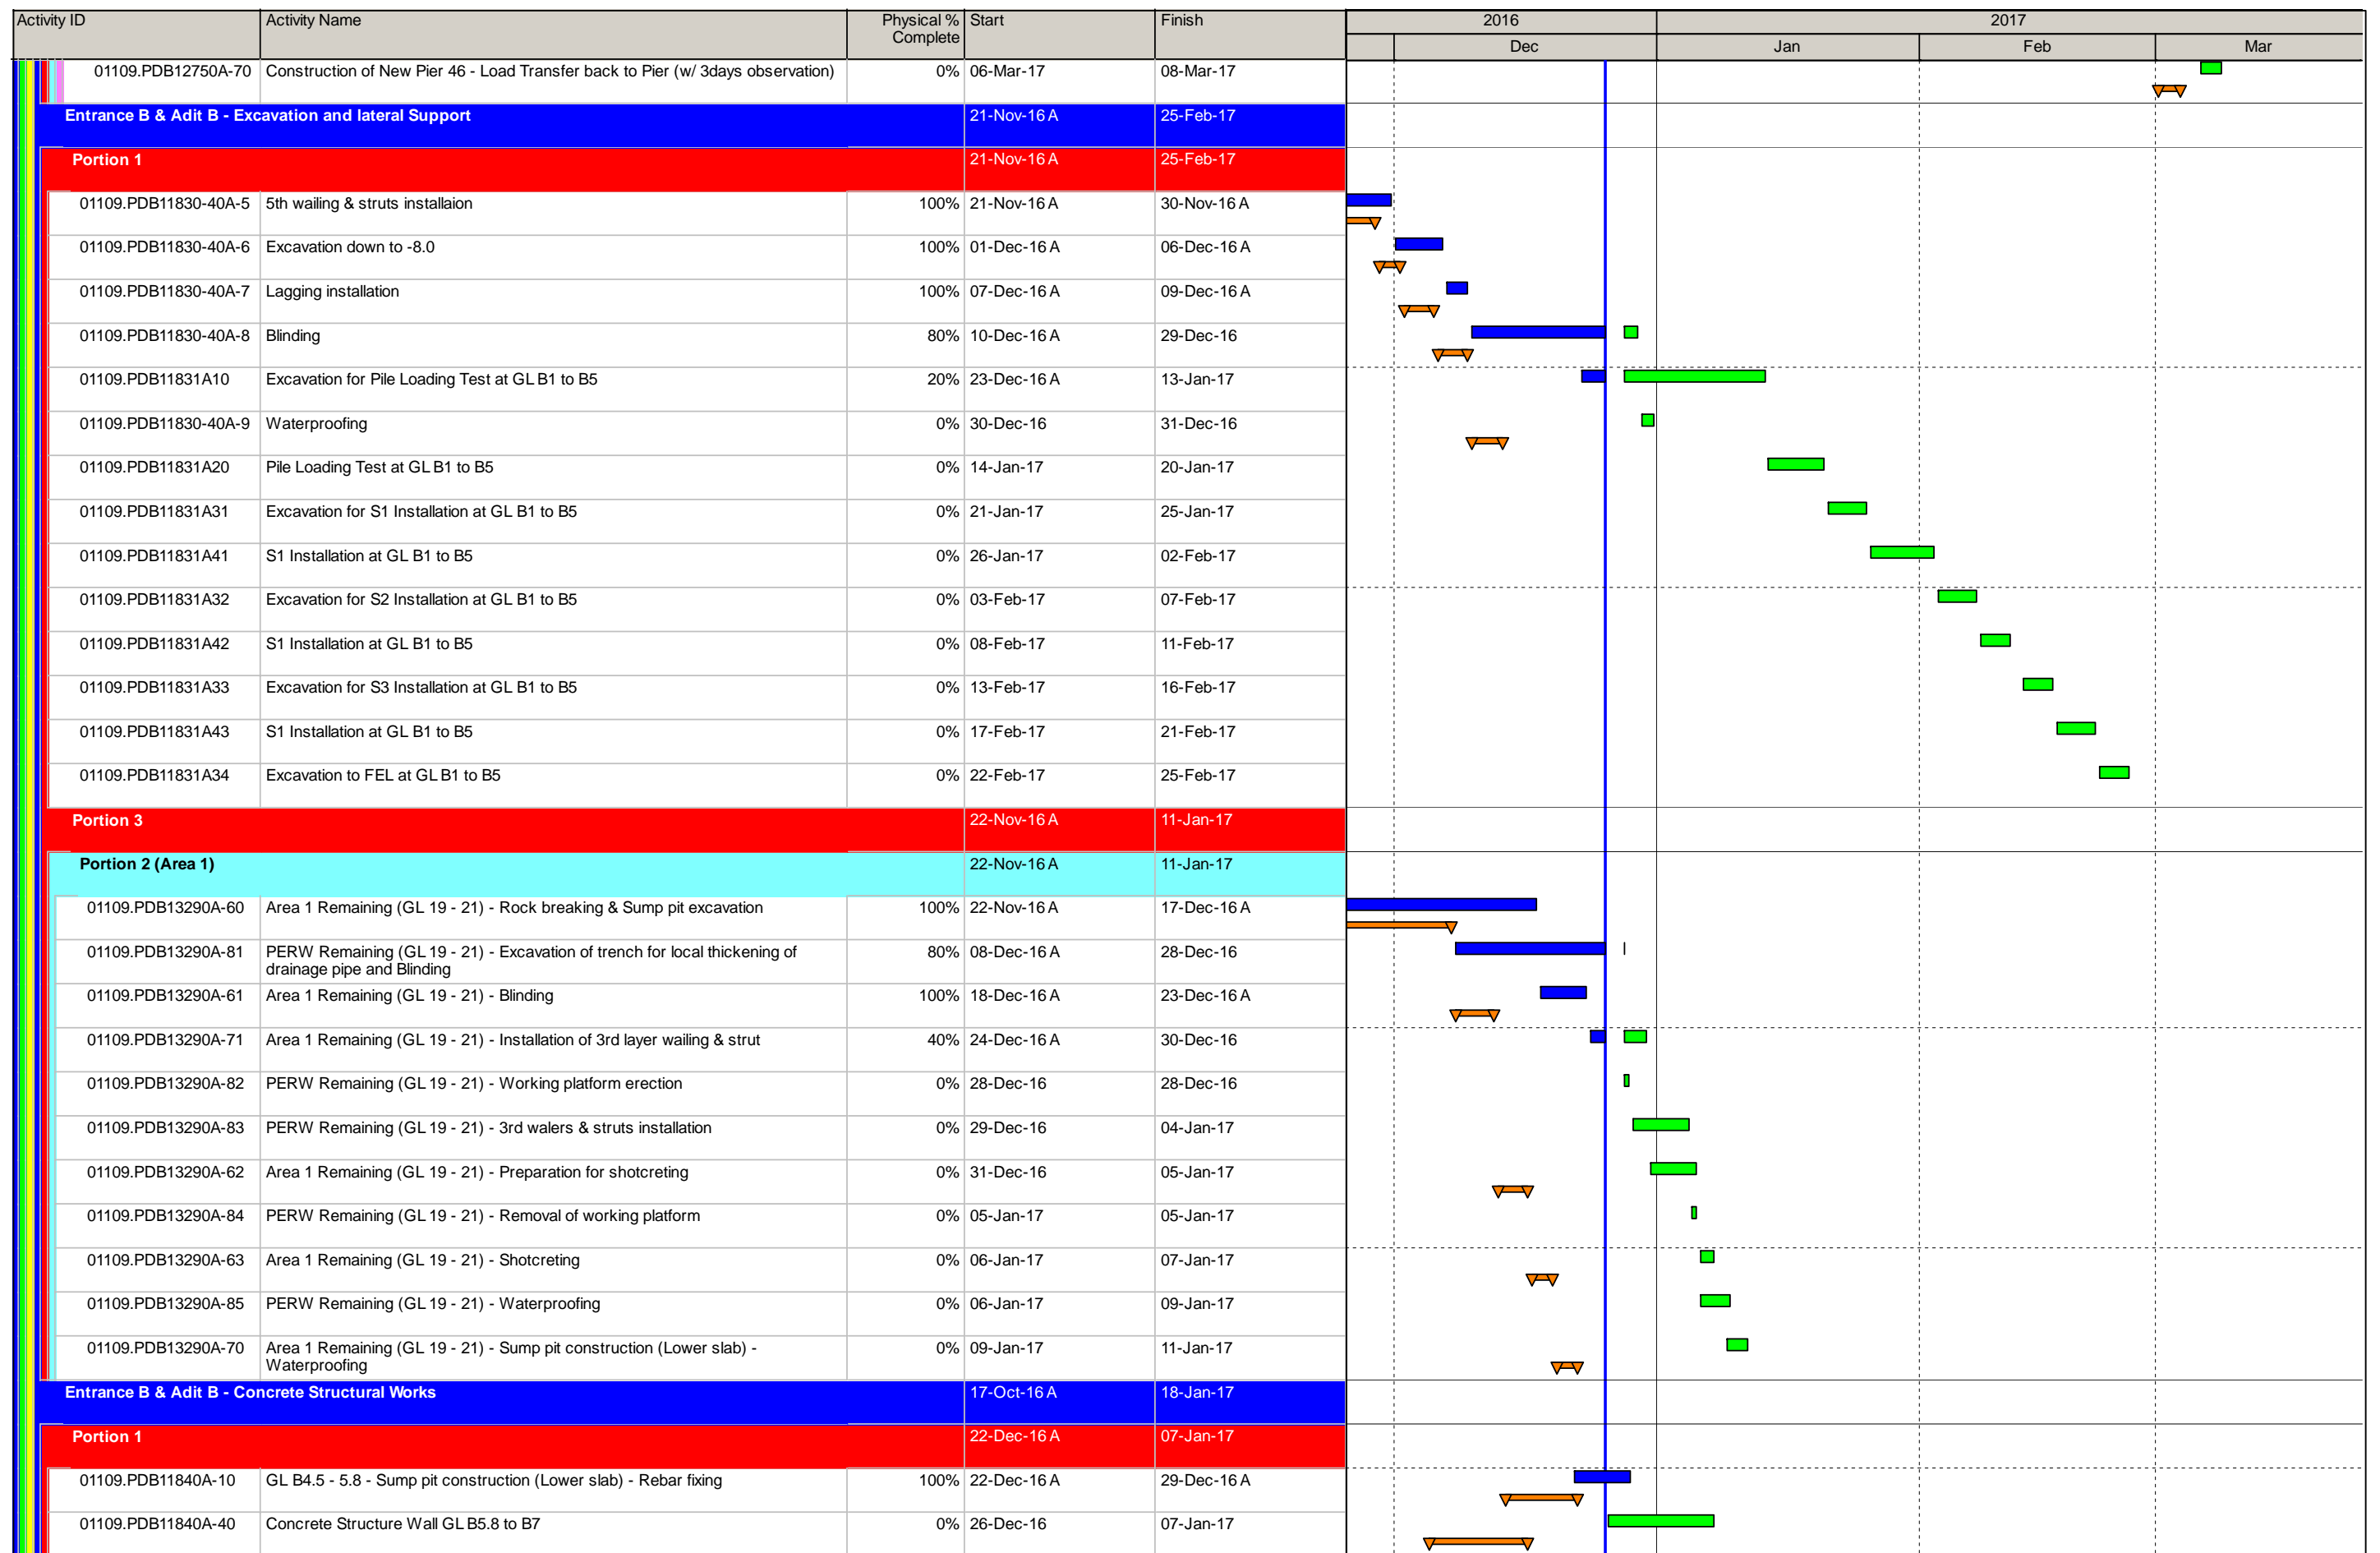 Activity ID Activity Name Physical % Complete Start Finish 2016 2017
Dec Jan Feb Mar
01109.PDB12750A-70 Construction of New Pier 46 - Load Transfer back to Pier (w/ 3days observation) 0% 06-Mar-17 08-Mar-17
Entrance B & Adit B - Excavation and lateral Support 21-Nov-16 A 25-Feb-17
Portion 1 21-Nov-16 A 25-Feb-17
01109.PDB11830-40A-5 5th wailing & struts installaion 100% 21-Nov-16 A 30-Nov-16 A
01109.PDB11830-40A-6 Excavation down to -8.0 100% 01-Dec-16 A 06-Dec-16 A
01109.PDB11830-40A-7 Lagging installation 100% 07-Dec-16 A 09-Dec-16 A
01109.PDB11830-40A-8 Blinding 80% 10-Dec-16 A 29-Dec-16
01109.PDB11831A10 Excavation for Pile Loading Test at GL B1 to B5 20% 23-Dec-16 A 13-Jan-17
01109.PDB11830-40A-9 Waterproofing 0% 30-Dec-16 31-Dec-16
01109.PDB11831A20 Pile Loading Test at GL B1 to B5 0% 14-Jan-17 20-Jan-17
01109.PDB11831A31 Excavation for S1 Installation at GL B1 to B5 0% 21-Jan-17 25-Jan-17
01109.PDB11831A41 S1 Installation at GL B1 to B5 0% 26-Jan-17 02-Feb-17
01109.PDB11831A32 Excavation for S2 Installation at GL B1 to B5 0% 03-Feb-17 07-Feb-17
01109.PDB11831A42 S1 Installation at GL B1 to B5 0% 08-Feb-17 11-Feb-17
01109.PDB11831A33 Excavation for S3 Installation at GL B1 to B5 0% 13-Feb-17 16-Feb-17
01109.PDB11831A43 S1 Installation at GL B1 to B5 0% 17-Feb-17 21-Feb-17
01109.PDB11831A34 Excavation to FEL at GL B1 to B5 0% 22-Feb-17 25-Feb-17
Portion 3 22-Nov-16 A 11-Jan-17
Portion 2 (Area 1) 22-Nov-16 A 11-Jan-17
01109.PDB13290A-60 Area 1 Remaining (GL 19 - 21) - Rock breaking & Sump pit excavation 100% 22-Nov-16 A 17-Dec-16 A
01109.PDB13290A-81 PERW Remaining (GL 19 - 21) - Excavation of trench for local thickening of 80% 08-Dec-16 A 28-Dec-16
drainage pipe and Blinding
01109.PDB13290A-61 Area 1 Remaining (GL 19 - 21) - Blinding 100% 18-Dec-16 A 23-Dec-16 A
01109.PDB13290A-71 Area 1 Remaining (GL 19 - 21) - Installation of 3rd layer wailing & strut 40% 24-Dec-16 A 30-Dec-16
01109.PDB13290A-82 PERW Remaining (GL 19 - 21) - Working platform erection 0% 28-Dec-16 28-Dec-16
01109.PDB13290A-83 PERW Remaining (GL 19 - 21) - 3rd walers & struts installation 0% 29-Dec-16 04-Jan-17
01109.PDB13290A-62 Area 1 Remaining (GL 19 - 21) - Preparation for shotcreting 0% 31-Dec-16 05-Jan-17
01109.PDB13290A-84 PERW Remaining (GL 19 - 21) - Removal of working platform 0% 05-Jan-17 05-Jan-17
01109.PDB13290A-63 Area 1 Remaining (GL 19 - 21) - Shotcreting 0% 06-Jan-17 07-Jan-17
01109.PDB13290A-85 PERW Remaining (GL 19 - 21) - Waterproofing 0% 06-Jan-17 09-Jan-17
01109.PDB13290A-70 Area 1 Remaining (GL 19 - 21) - Sump pit construction (Lower slab) - 0% 09-Jan-17 11-Jan-17
Waterproofing
Entrance B & Adit B - Concrete Structural Works 17-Oct-16 A 18-Jan-17
Portion 1 22-Dec-16 A 07-Jan-17
01109.PDB11840A-10 GL B4.5 - 5.8 - Sump pit construction (Lower slab) - Rebar fixing 100% 22-Dec-16 A 29-Dec-16 A
01109.PDB11840A-40 Concrete Structure Wall GL B5.8 to B7 0% 26-Dec-16 07-Jan-17